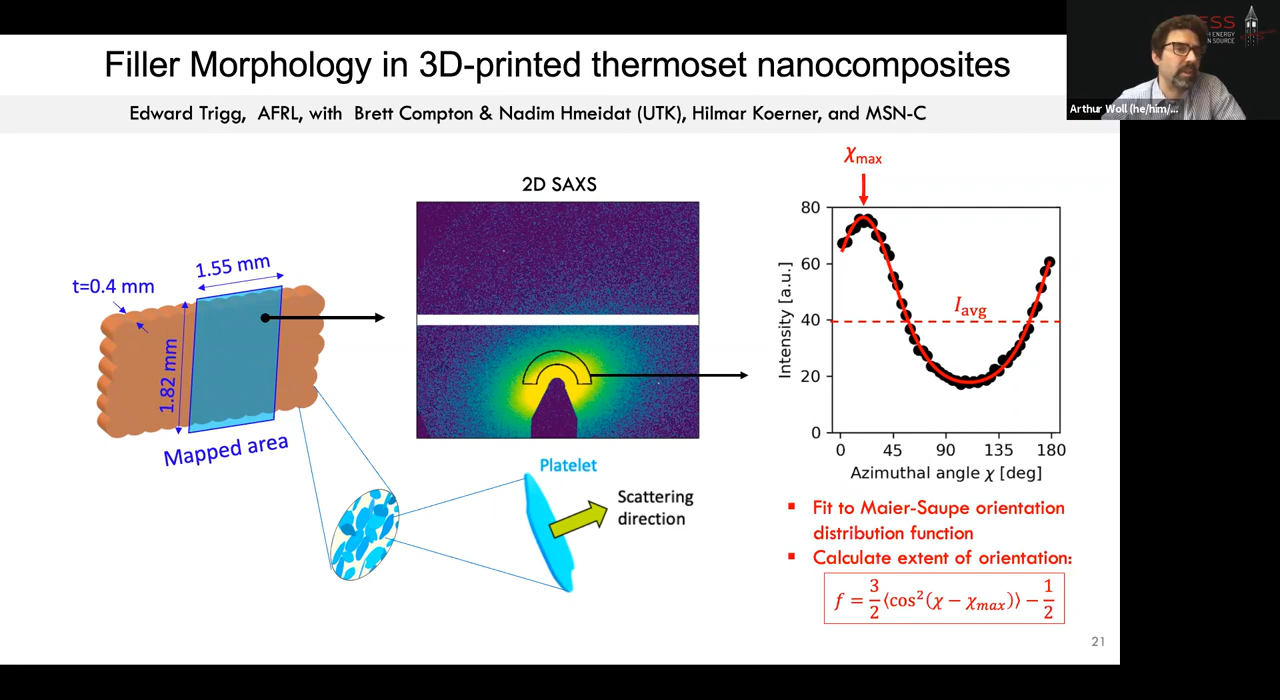 Filler Morphology in 3D-printed thermoset nanocomposites
Edward Trigg, AFRL, with Brett Compton & Nadim Hmeidat (UTK), Hilmar Koerner, and MSN-C
ESS
H ENERGY
N SOURCE
Arthur Woll (he/him/...
t=0.4 mm
1.55 mm
1.82 mm
Mapped area
2D SAXS
Platelet
Scattering
direction
χmax
Intensity [a.u.]
80
60
40
20
0
Iavg
0 45 90 135 180
Azimuthal angle χ [deg]
▪ Fit to Maier-Saupe orientation
distribution function
▪ Calculate extent of orientation:
f = 3/2 ⟨cos²(χ − χmax)⟩ − 1/2
21